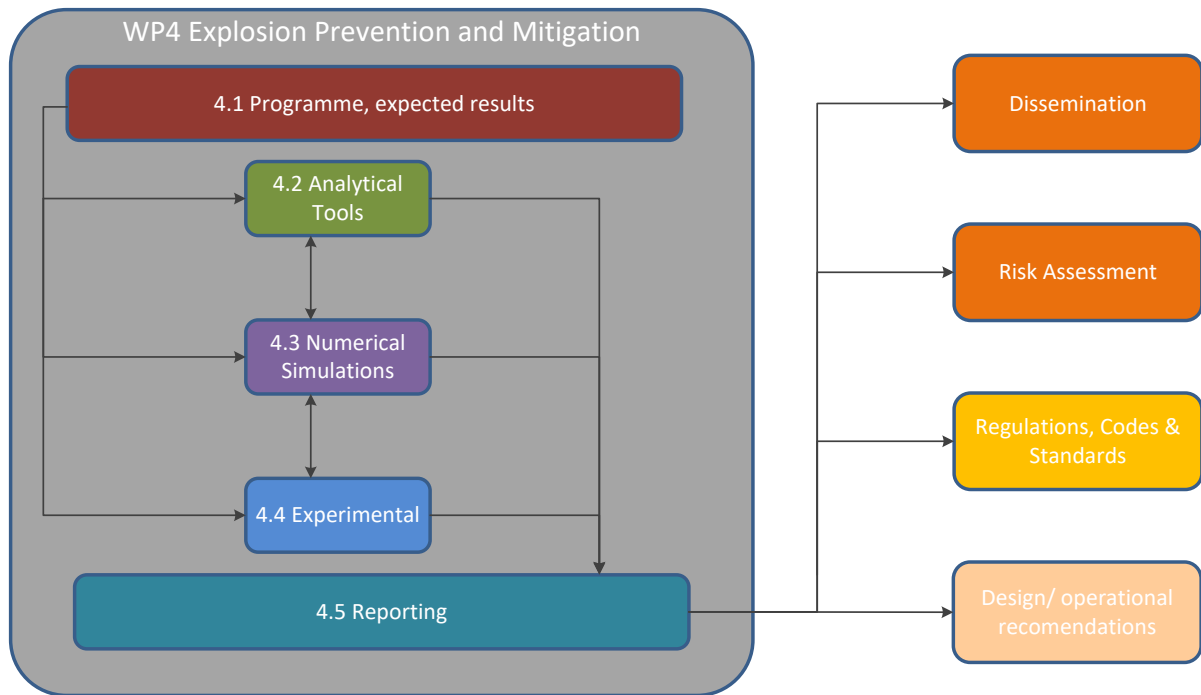 WP4 Explosion Prevention and Mitigation
4.1 Programme, expected results
4.2 Analytical
Tools
4.3 Numerical
Simulations
4.4 Experimental
4.5 Reporting
Dissemination
Risk Assessment
Regulations, Codes &
Standards
Design/ operational
recomendations